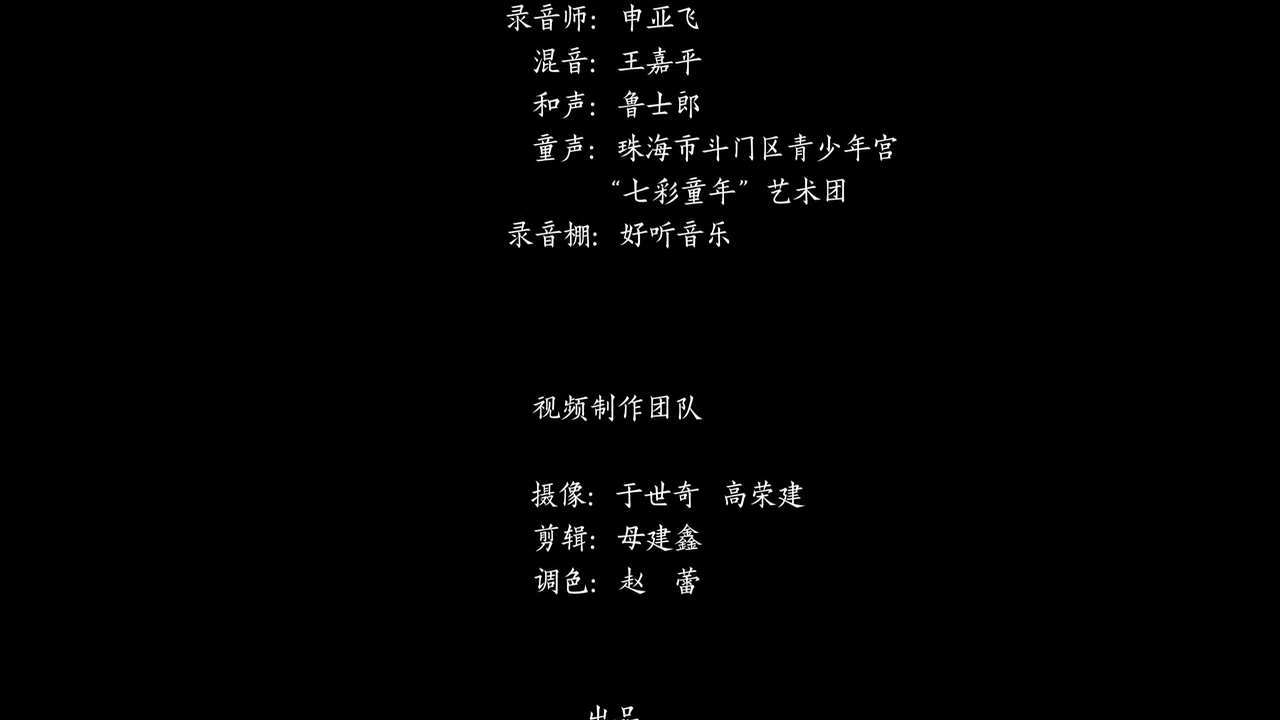 录音师：申亚飞
混音：王嘉平
和声：鲁士郎
童声：珠海市斗门区青少年宫
“七彩童年”艺术团
录音棚：好听音乐
视频制作团队
摄像：于世奇 高荣建
剪辑：母建鑫
调色：赵 蕾
出品